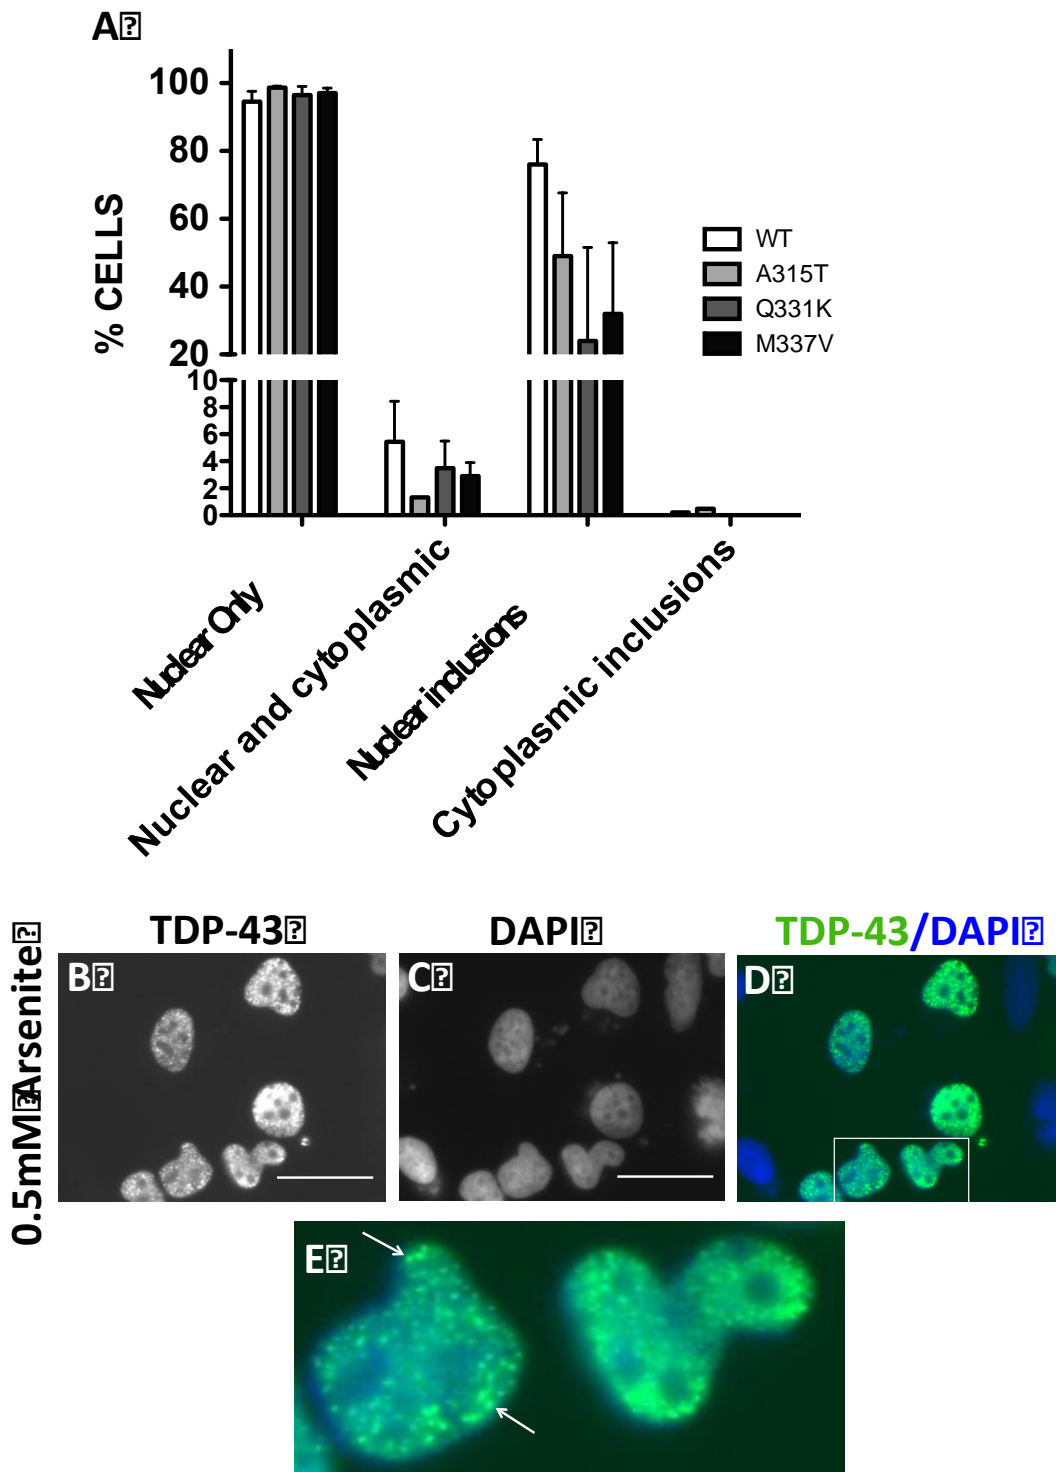 A⍰
% CELLS
100
80
60
40
20
10
8
6
4
2
0
WT
A315T
Q331K
M337V
Nuclear Only
Nuclear and cytoplasmic
Nuclear inclusions
Cytoplasmic inclusions
0.5mM⍰Arsenite⍰
TDP-43⍰
DAPI⍰
TDP-43/DAPI⍰
B⍰
C⍰
D⍰
E⍰